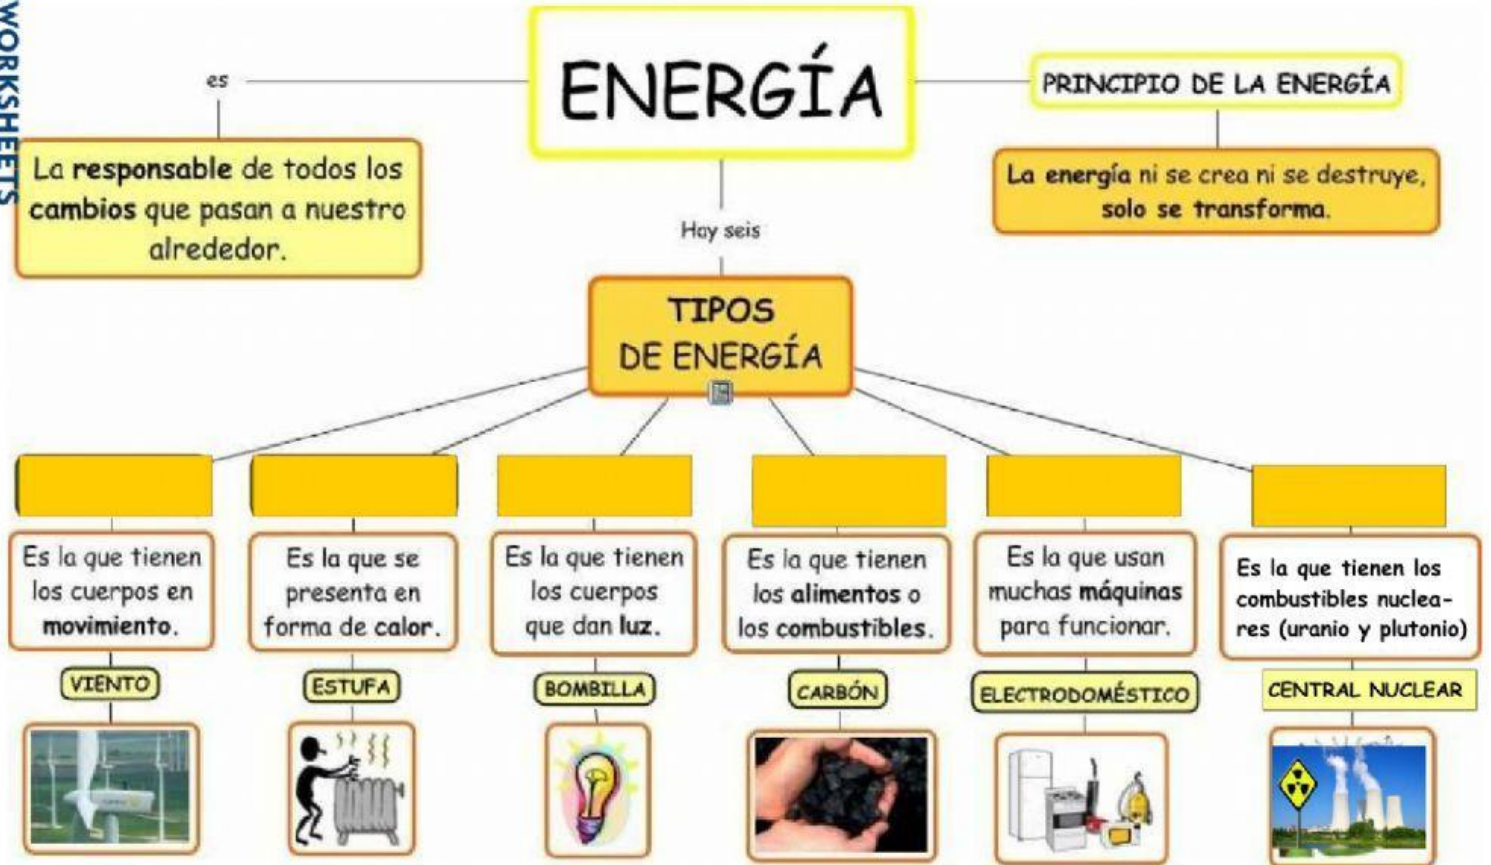 WORKSHEETS
ENERGÍA
es
PRINCIPIO DE LA ENERGÍA
La responsable de todos los
cambios que pasan a nuestro
alrededor.
La energía ni se crea ni se destruye,
solo se transforma.
Hay seis
TIPOS
DE ENERGÍA
Es la que tienen
los cuerpos en
movimiento.
VIENTO
Es la que se
presenta en
forma de calor.
ESTUFA
Es la que tienen
los cuerpos
que dan luz.
BOMBILLA
Es la que tienen
los alimentos o
los combustibles.
CARBÓN
Es la que usan
muchas máquinas
para funcionar.
ELECTRODOMÉSTICO
Es la que tienen los
combustibles nuclea-
res (uranio y plutonio)
CENTRAL NUCLEAR